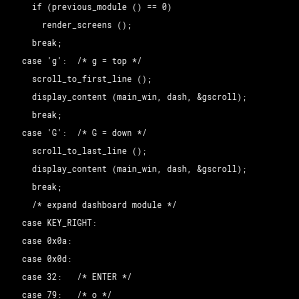 if (previous_module () == 0)
render_screens ();
break;
case 'g':  /* g = top */
scroll_to_first_line ();
display_content (main_win, dash, &gscroll);
break;
case 'G':  /* G = down */
scroll_to_last_line ();
display_content (main_win, dash, &gscroll);
break;
/* expand dashboard module */
case KEY_RIGHT:
case 0x0a:
case 0x0d:
case 32:   /* ENTER */
case 79:   /* o */